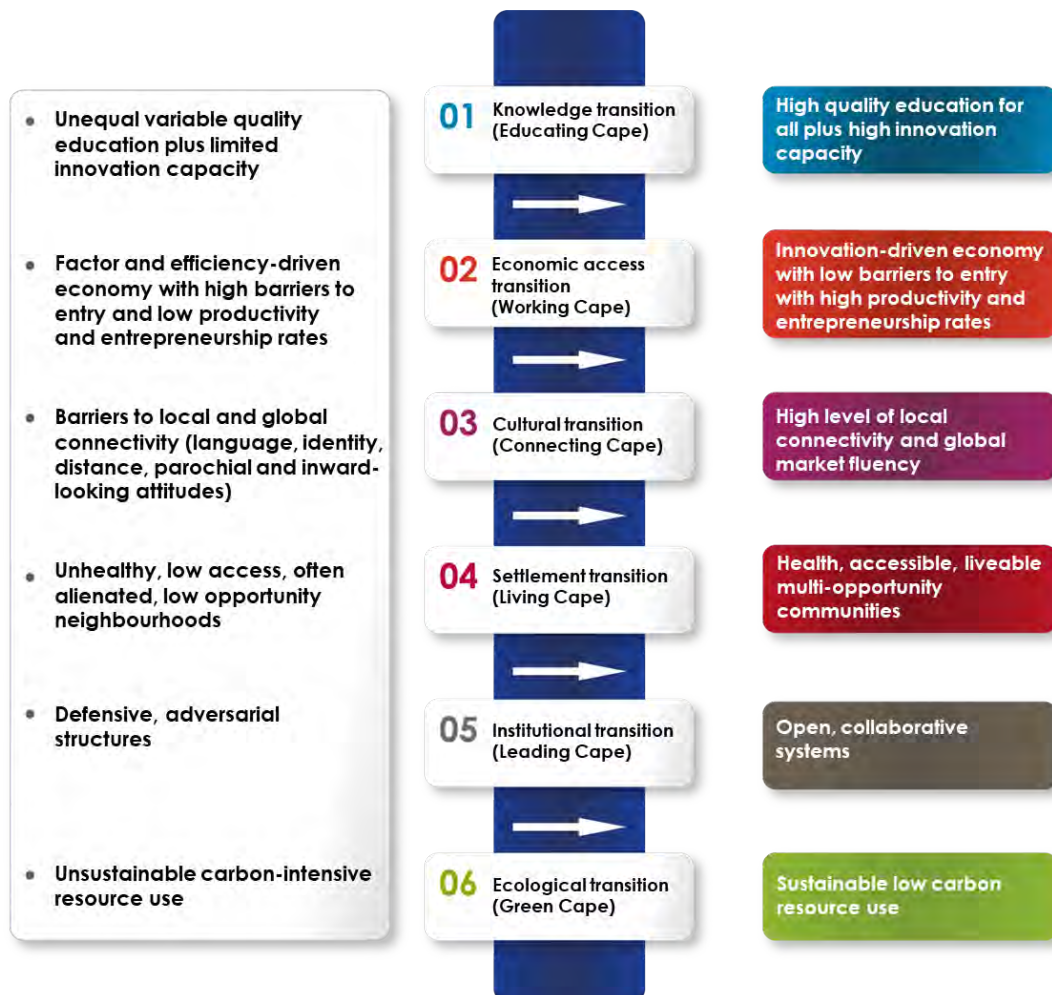 Unequal variable quality
education plus limited
innovation capacity
01 Knowledge transition
(Educating Cape)
High quality education for
all plus high innovation
capacity
Factor and efficiency-driven
economy with high barriers to
entry and low productivity
and entrepreneurship rates
02 Economic access
transition
(Working Cape)
Innovation-driven economy
with low barriers to entry
with high productivity and
entrepreneurship rates
Barriers to local and global
connectivity (language, identity,
distance, parochial and inward-
looking attitudes)
03 Cultural transition
(Connecting Cape)
High level of local
connectivity and global
market fluency
Unhealthy, low access, often
alienated, low opportunity
neighbourhoods
04 Settlement transition
(Living Cape)
Health, accessible, liveable
multi-opportunity
communities
Defensive, adversarial
structures
05 Institutional transition
(Leading Cape)
Open, collaborative
systems
Unsustainable carbon-intensive
resource use
06 Ecological transition
(Green Cape)
Sustainable low carbon
resource use